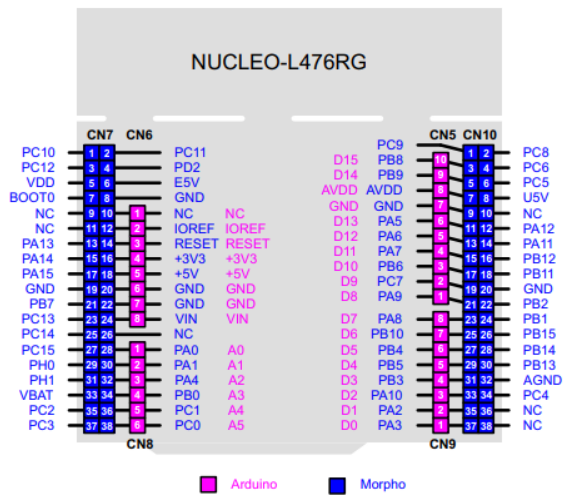 NUCLEO-L476RG
CN7 CN6 CN5 CN10
PC9
PC10 1 2 PC11 D15 PB8 10 1 2 PC8
PC12 3 4 PD2 D14 PB9 9 3 4 PC6
VDD 5 6 E5V AVDD AVDD 8 5 6 PC5
BOOT0 7 8 GND GND GND 7 7 8 U5V
NC 9 10 1 NC NC D13 PA5 6 9 10 NC
NC 11 12 2 IOREF IOREF D12 PA6 5 11 12 PA12
PA13 13 14 3 RESET RESET D11 PA7 4 13 14 PA11
PA14 15 16 4 +3V3 +3V3 D10 PB6 3 15 16 PB12
PA15 17 18 5 +5V +5V D9 PC7 2 17 18 PB11
GND 19 20 6 GND GND D8 PA9 1 19 20 GND
PB7 21 22 7 GND GND 21 22 PB2
PC13 23 24 8 VIN VIN D7 PA8 8 23 24 PB1
PC14 25 26 NC D6 PB10 7 25 26 PB15
PC15 27 28 1 PA0 A0 D5 PB4 6 27 28 PB14
PH0 29 30 2 PA1 A1 D4 PB5 5 29 30 PB13
PH1 31 32 3 PA4 A2 D3 PB3 4 31 32 AGND
VBAT 33 34 4 PB0 A3 D2 PA10 3 33 34 PC4
PC2 35 36 5 PC1 A4 D1 PA2 2 35 36 NC
PC3 37 38 6 PC0 A5 D0 PA3 1 37 38 NC
CN8 CN9
Arduino Morpho